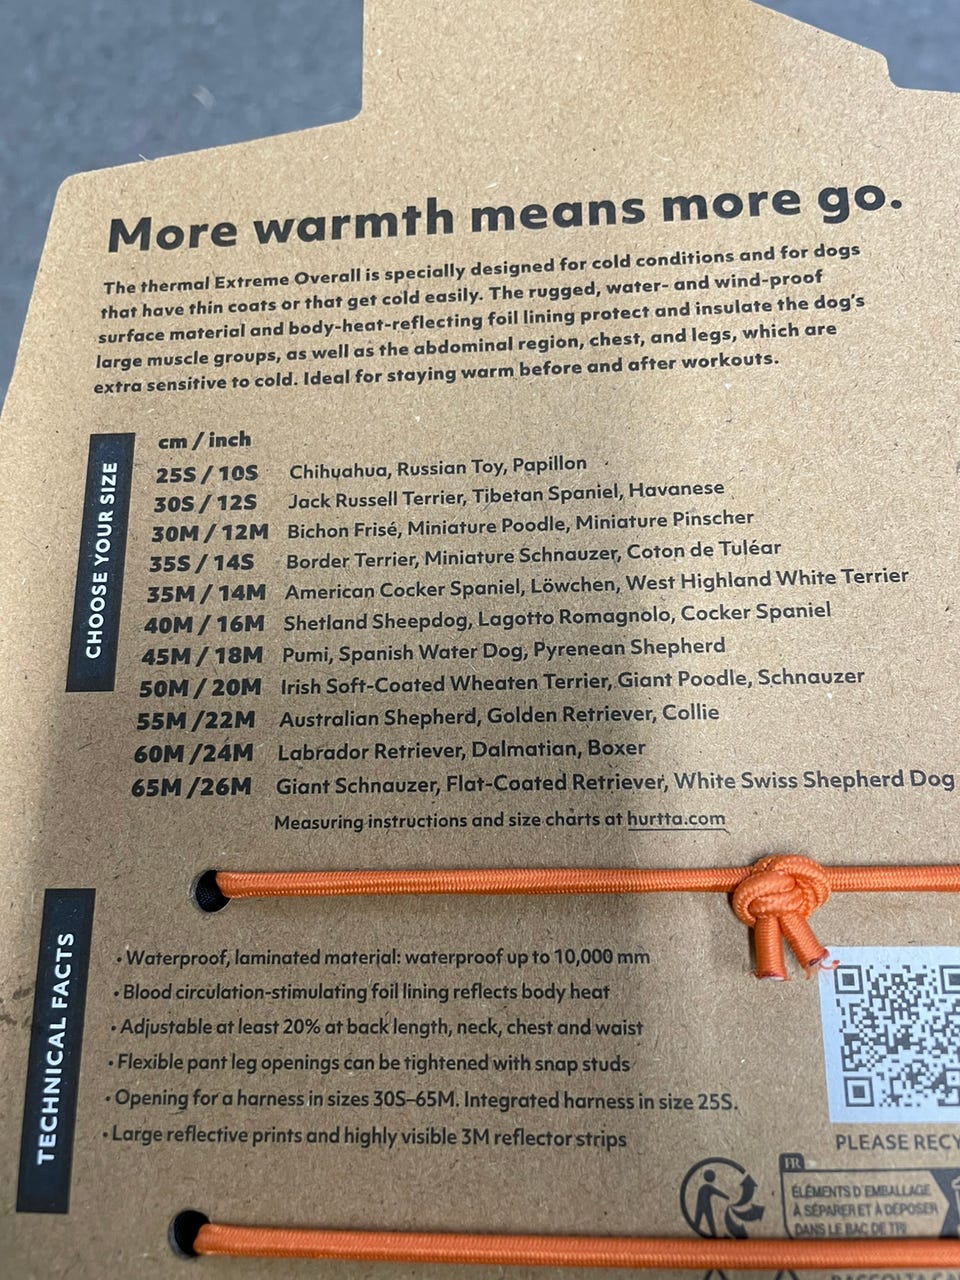 More warmth means more go.
The thermal Extreme Overall is specially designed for cold conditions and for dogs
that have thin coats or that get cold easily. The rugged, water- and wind-proof
surface material and body-heat-reflecting foil lining protect and insulate the dog's
large muscle groups, as well as the abdominal region, chest, and legs, which are
extra sensitive to cold. Ideal for staying warm before and after workouts.
CHOOSE YOUR SIZE
cm / inch
25S / 10S Chihuahua, Russian Toy, Papillon
30S / 12S Jack Russell Terrier, Tibetan Spaniel, Havanese
30M / 12M Bichon Frisé, Miniature Poodle, Miniature Pinscher
35S / 14S Border Terrier, Miniature Schnauzer, Coton de Tuléar
35M / 14M American Cocker Spaniel, Löwchen, West Highland White Terrier
40M / 16M Shetland Sheepdog, Lagotto Romagnolo, Cocker Spaniel
45M / 18M Pumi, Spanish Water Dog, Pyrenean Shepherd
50M / 20M Irish Soft-Coated Wheaten Terrier, Giant Poodle, Schnauzer
55M /22M Australian Shepherd, Golden Retriever, Collie
60M /24M Labrador Retriever, Dalmatian, Boxer
65M /26M Giant Schnauzer, Flat-Coated Retriever, White Swiss Shepherd Dog
Measuring instructions and size charts at hurtta.com
TECHNICAL FACTS
• Waterproof, laminated material: waterproof up to 10,000 mm
• Blood circulation-stimulating foil lining reflects body heat
• Adjustable at least 20% at back length, neck, chest and waist
• Flexible pant leg openings can be tightened with snap studs
• Opening for a harness in sizes 30S–65M. Integrated harness in size 25S.
• Large reflective prints and highly visible 3M reflector strips
PLEASE RECY
FR
ÉLÉMENTS D'EMBALLAGE
À SÉPARER ET À DÉPOSER
DANS LE BAC DE TRI